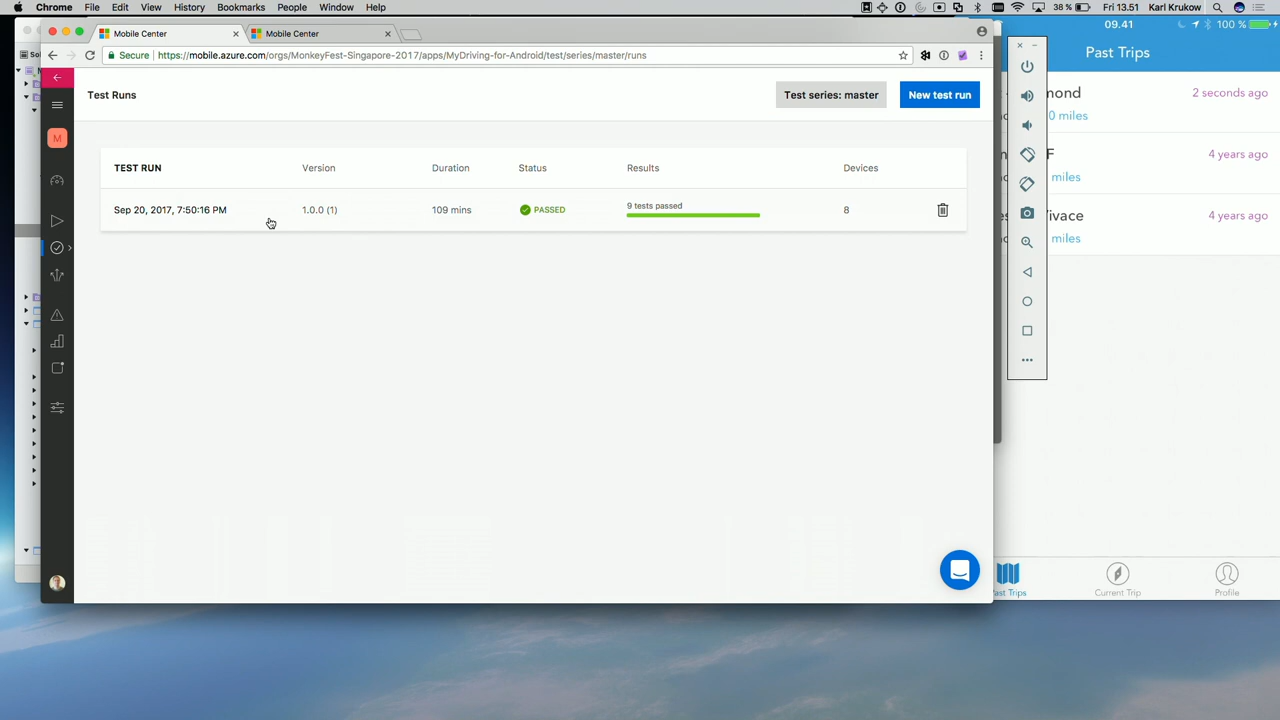 Chrome File Edit View History Bookmarks People Window Help
38 % Fri 13.51 Karl Krukow
Mobile Center
Mobile Center
Secure https://mobile.azure.com/orgs/MonkeyFest-Singapore-2017/apps/MyDriving-for-Android/test/series/master/runs
M
Test Runs
Test series: master
New test run
TEST RUN Version Duration Status Results Devices
Sep 20, 2017, 7:50:16 PM 1.0.0 (1) 109 mins PASSED 9 tests passed 8
09.41
100 %
Past Trips
2 seconds ago
0 miles
4 years ago
miles
4 years ago
miles
Past Trips
Current Trip
Profile